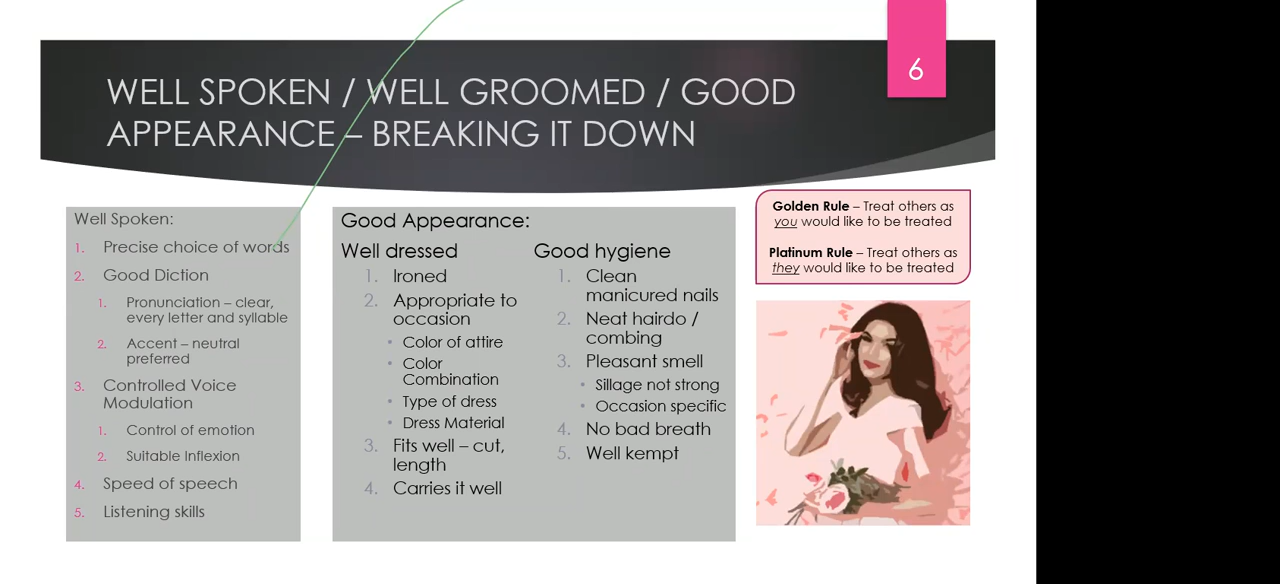 6
WELL SPOKEN / WELL GROOMED / GOOD
APPEARANCE – BREAKING IT DOWN
Well Spoken:
1. Precise choice of words
2. Good Diction
1. Pronunciation – clear,
every letter and syllable
2. Accent – neutral
preferred
3. Controlled Voice
Modulation
1. Control of emotion
2. Suitable Inflexion
4. Speed of speech
5. Listening skills
Good Appearance:
Well dressed
1. Ironed
2. Appropriate to
occasion
• Color of attire
• Color
Combination
• Type of dress
• Dress Material
3. Fits well – cut,
length
4. Carries it well
Good hygiene
1. Clean
manicured nails
2. Neat hairdo /
combing
3. Pleasant smell
• Sillage not strong
• Occasion specific
4. No bad breath
5. Well kempt
Golden Rule – Treat others as
you would like to be treated
Platinum Rule – Treat others as
they would like to be treated